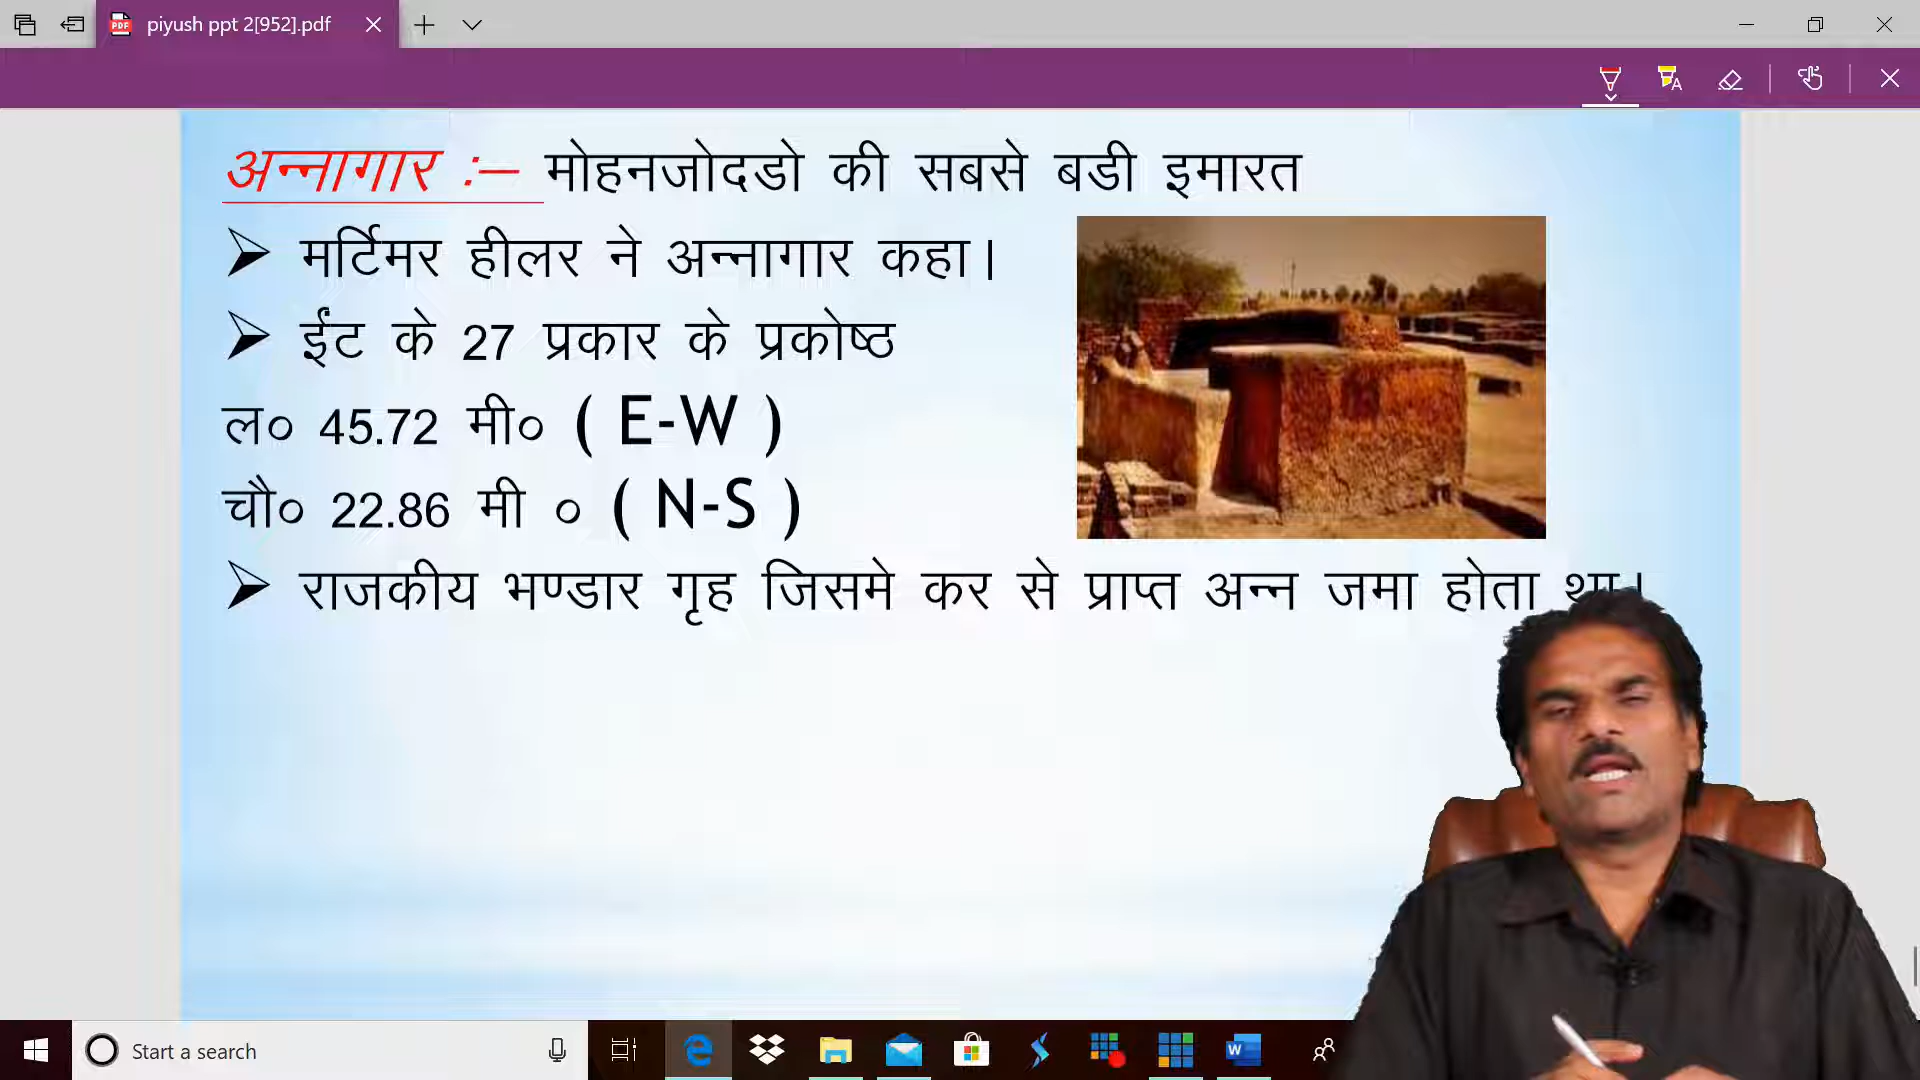 piyush ppt 2[952].pdf
अन्नागार :– मोहनजोदडो की सबसे बडी इमारत
➢ मर्टिमर हीलर ने अन्नागार कहा।
➢ ईंट के 27 प्रकार के प्रकोष्ठ
ल० 45.72 मी० ( E-W )
चौ० 22.86 मी ० ( N-S )
➢ राजकीय भण्डार गृह जिसमे कर से प्राप्त अन्न जमा होता था।
Start a search